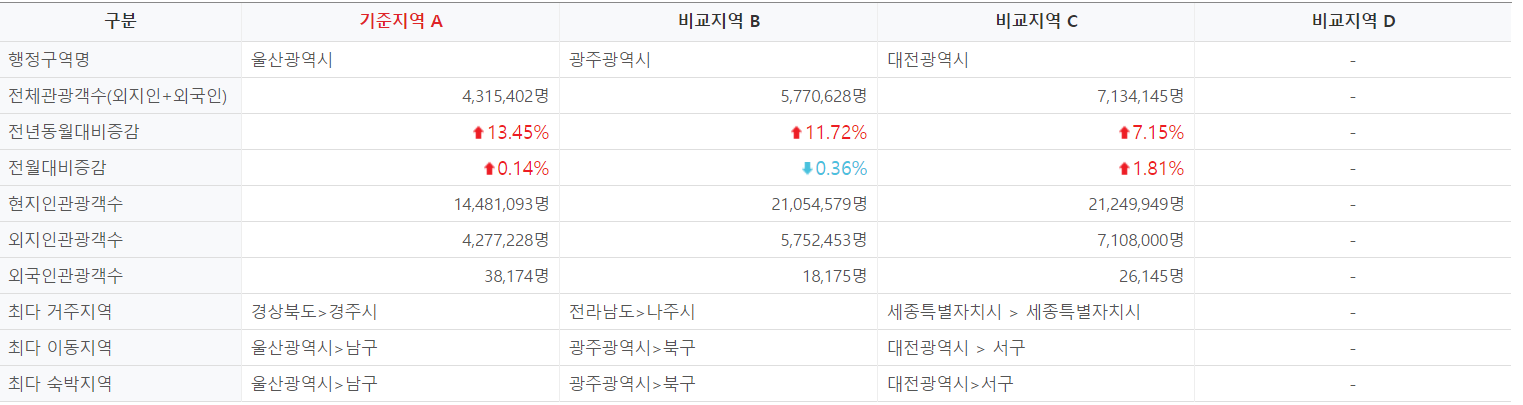 구분 기준지역 A 비교지역 B 비교지역 C 비교지역 D
행정구역명 울산광역시 광주광역시 대전광역시 -
전체관광객수(외지인+외국인) 4,315,402명 5,770,628명 7,134,145명 -
전년동월대비증감 ⬆13.45% ⬆11.72% ⬆7.15% -
전월대비증감 ⬆0.14% ⬇0.36% ⬆1.81% -
현지인관광객수 14,481,093명 21,054,579명 21,249,949명 -
외지인관광객수 4,277,228명 5,752,453명 7,108,000명 -
외국인관광객수 38,174명 18,175명 26,145명 -
최다 거주지역 경상북도>경주시 전라남도>나주시 세종특별자치시 > 세종특별자치시 -
최다 이동지역 울산광역시>남구 광주광역시>북구 대전광역시 > 서구 -
최다 숙박지역 울산광역시>남구 광주광역시>북구 대전광역시>서구 -